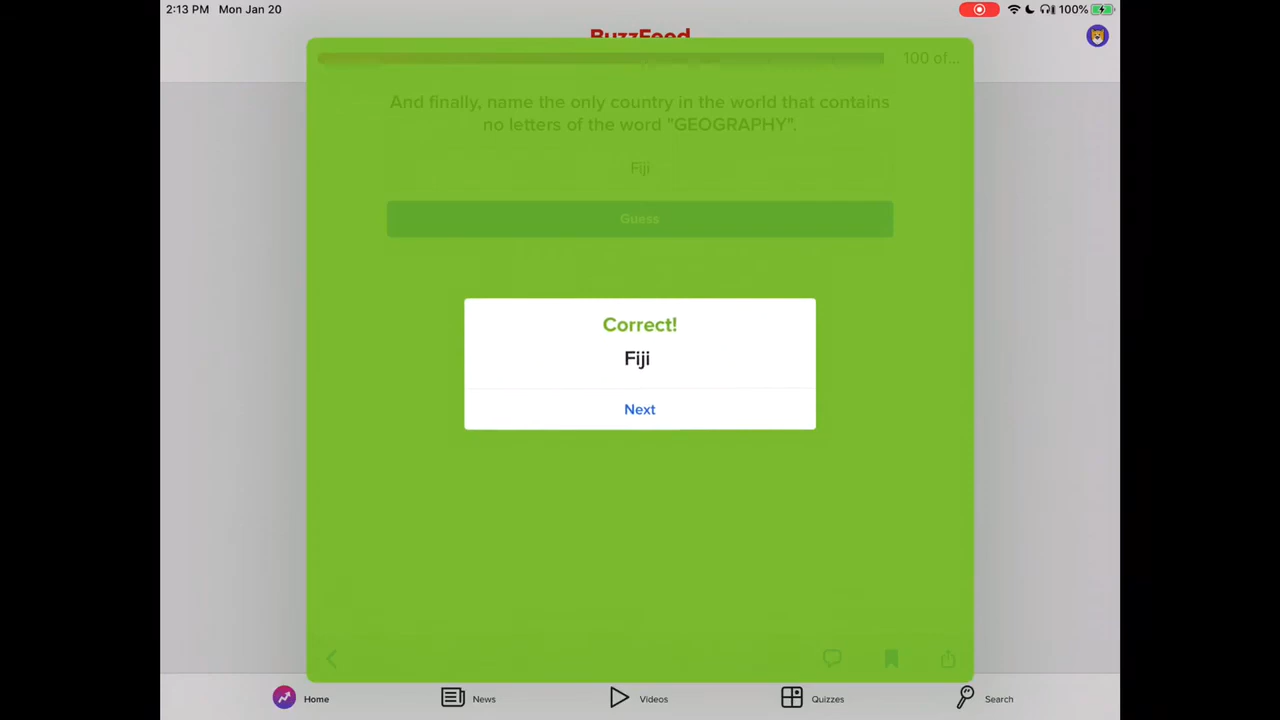 2:13 PM Mon Jan 20
100%
BuzzFeed
100 of...
And finally, name the only country in the world that contains
no letters of the word "GEOGRAPHY".
Fiji
Guess
Correct!
Fiji
Next
Home
News
Videos
Quizzes
Search